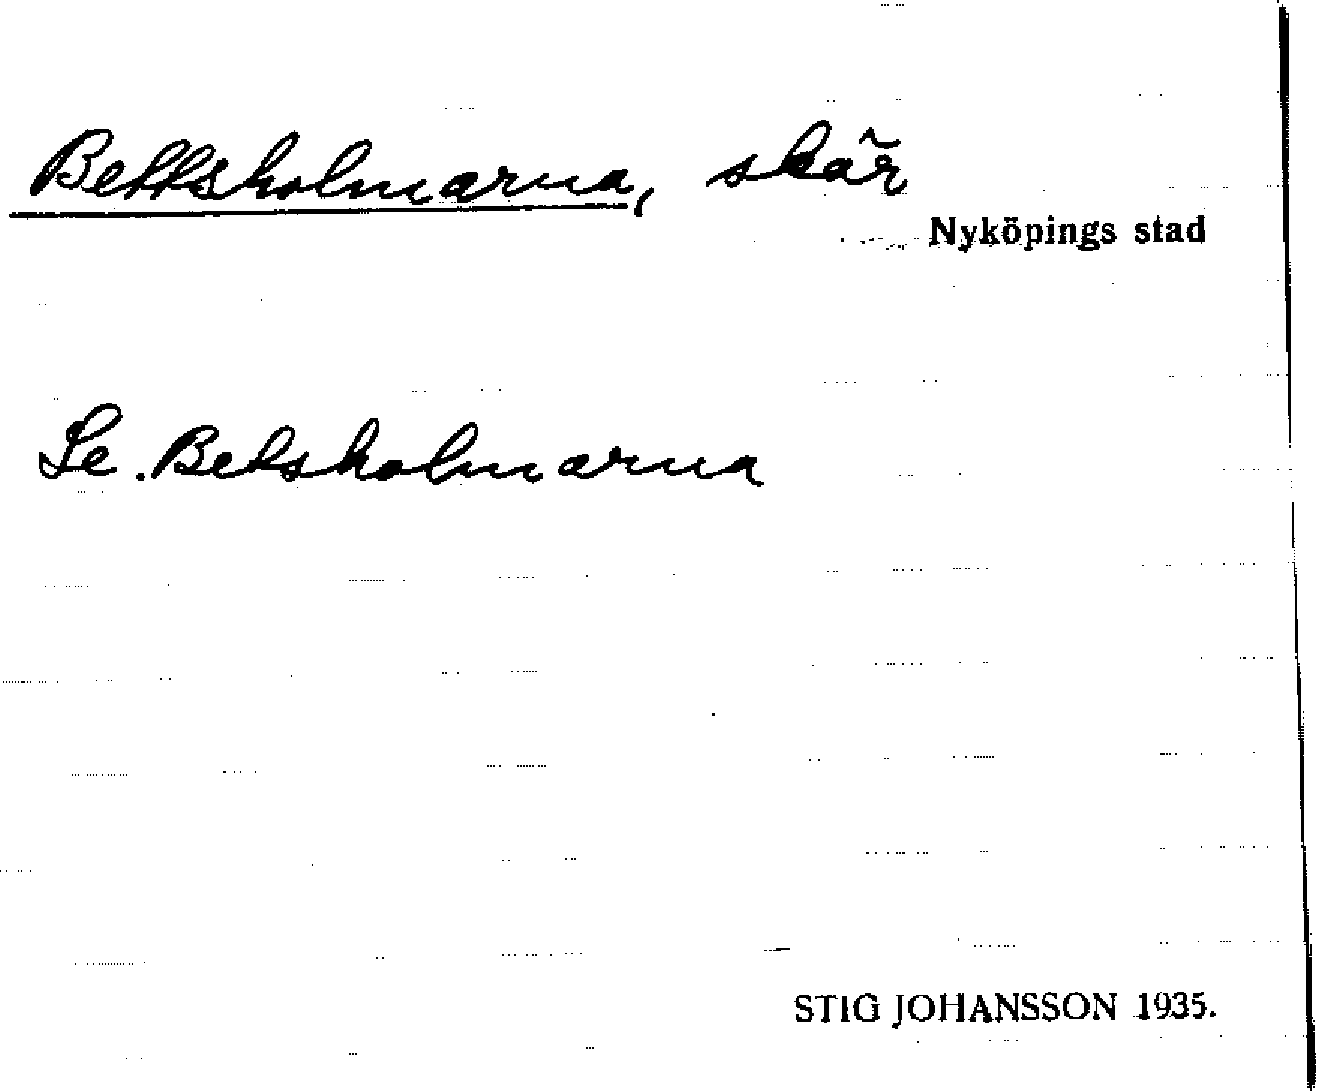 Bettsholmarna, skär
Nyköpings stad
Se. Betsholmarna
STIG JOHANSSON 1935.